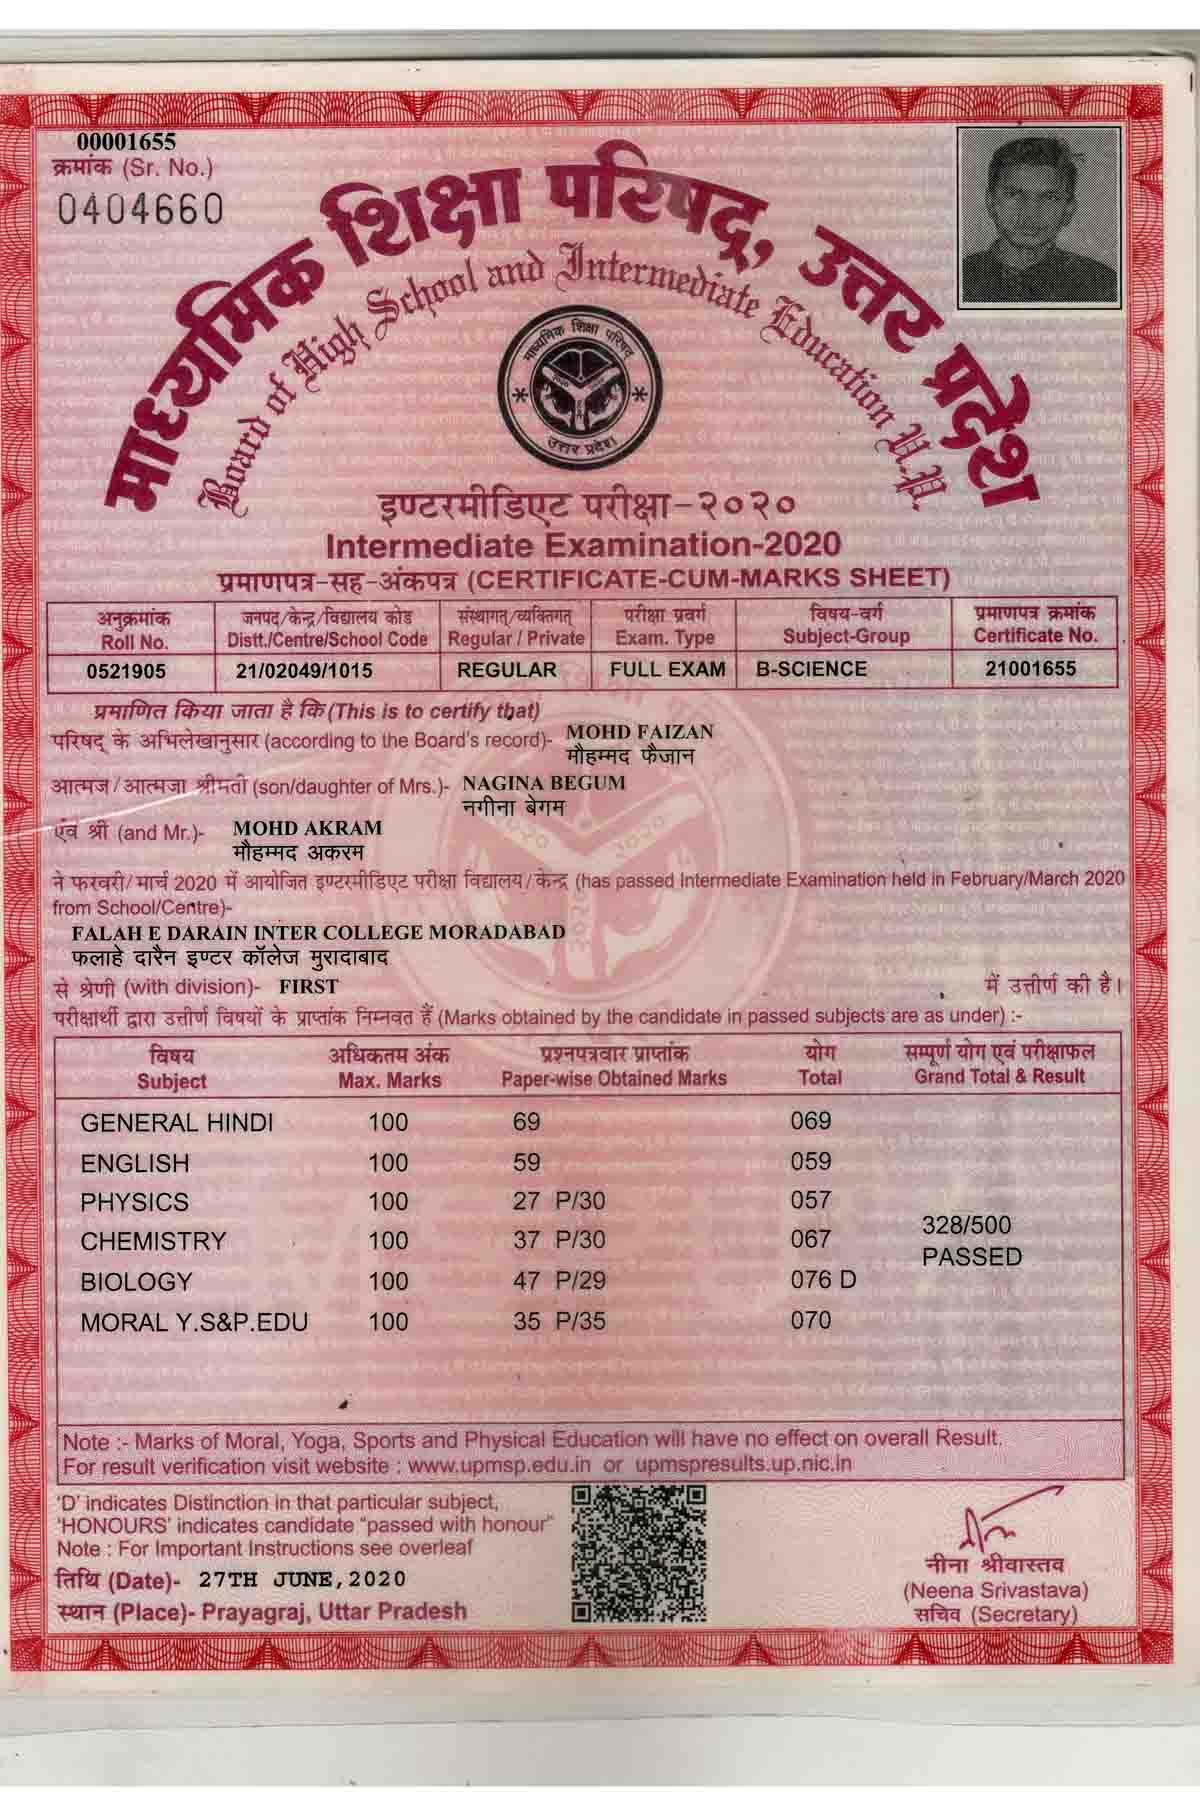 00001655
क्रमांक (Sr. No.)
0404660
माध्यमिक शिक्षा परिषद्, उत्तर प्रदेश
Board of High School and Intermediate Education U.P.
माध्यमिक शिक्षा परिषद
उत्तर प्रदेश
इण्टरमीडिएट परीक्षा-२०२०
Intermediate Examination-2020
प्रमाणपत्र-सह-अंकपत्र (CERTIFICATE-CUM-MARKS SHEET)
अनुक्रमांक जनपद/केन्द्र/विद्यालय कोड संस्थागत्/व्यक्तिगत् परीक्षा प्रवर्ग विषय-वर्ग प्रमाणपत्र क्रमांक
Roll No. Distt./Centre/School Code Regular / Private Exam. Type Subject-Group Certificate No.
0521905 21/02049/1015 REGULAR FULL EXAM B-SCIENCE 21001655
प्रमाणित किया जाता है कि (This is to certify that)
परिषद् के अभिलेखानुसार (according to the Board's record)- MOHD FAIZAN
मौहम्मद फैजान
आत्मज/आत्मजा श्रीमती (son/daughter of Mrs.)- NAGINA BEGUM
नगीना बेगम
एवं श्री (and Mr.)- MOHD AKRAM
मौहम्मद अकरम
ने फरवरी/मार्च 2020 में आयोजित इण्टरमीडिएट परीक्षा विद्यालय/केन्द्र (has passed Intermediate Examination held in February/March 2020
from School/Centre)-
FALAH E DARAIN INTER COLLEGE MORADABAD
फलाहे दारैन इण्टर कॉलेज मुरादाबाद
से श्रेणी (with division)- FIRST में उत्तीर्ण की है।
परीक्षार्थी द्वारा उत्तीर्ण विषयों के प्राप्तांक निम्नवत हैं (Marks obtained by the candidate in passed subjects are as under) :-
विषय अधिकतम अंक प्रश्नपत्रवार प्राप्तांक योग सम्पूर्ण योग एवं परीक्षाफल
Subject Max. Marks Paper-wise Obtained Marks Total Grand Total & Result
GENERAL HINDI 100 69 069
ENGLISH 100 59 059
PHYSICS 100 27 P/30 057
328/500
CHEMISTRY 100 37 P/30 067
PASSED
BIOLOGY 100 47 P/29 076 D
MORAL Y.S&P.EDU 100 35 P/35 070
Note :- Marks of Moral, Yoga, Sports and Physical Education will have no effect on overall Result.
For result verification visit website : www.upmsp.edu.in or upmspresults.up.nic.in
'D' indicates Distinction in that particular subject,
'HONOURS' indicates candidate "passed with honour"
Note : For Important Instructions see overleaf
तिथि (Date)- 27TH JUNE,2020
स्थान (Place)- Prayagraj, Uttar Pradesh
नीना श्रीवास्तव
(Neena Srivastava)
सचिव (Secretary)